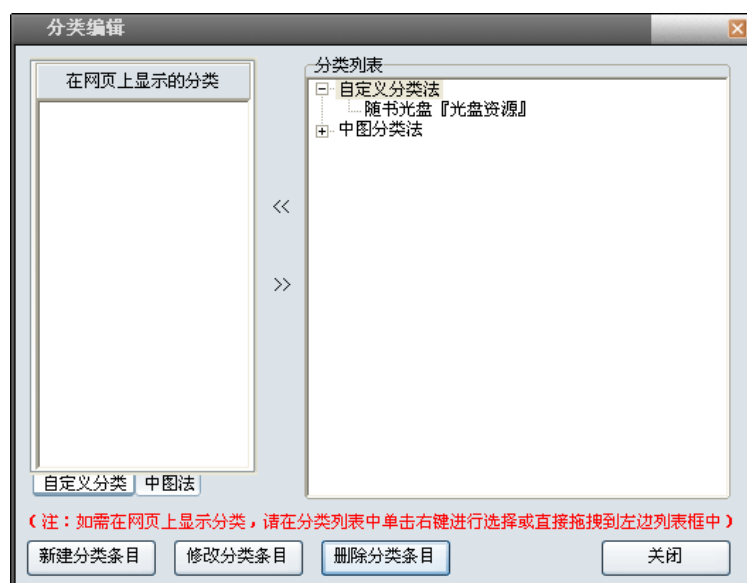 分类编辑
在网页上显示的分类
分类列表
自定义分类法
随书光盘『光盘资源』
中图分类法
<<
>>
自定义分类
中图法
(注：如需在网页上显示分类，请在分类列表中单击右键进行选择或直接拖拽到左边列表框中)
新建分类条目
修改分类条目
删除分类条目
关闭